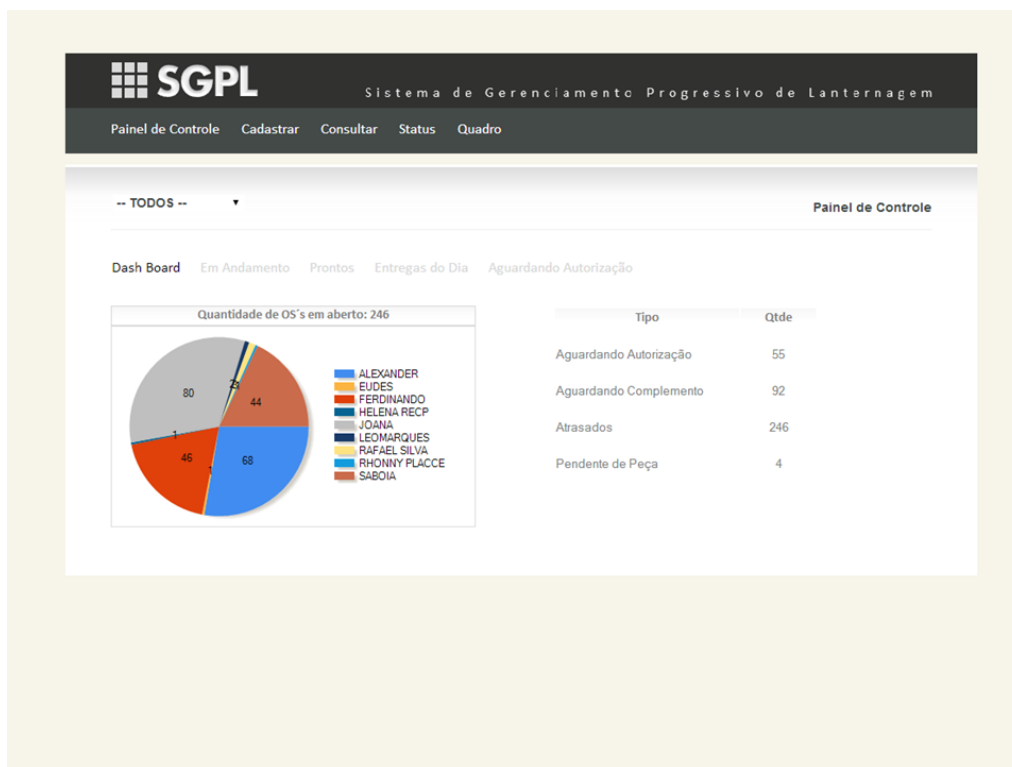 SGPL
Sistema de Gerenciamento Progressivo de Lanternagem
Painel de Controle Cadastrar Consultar Status Quadro
-- TODOS --
Painel de Controle
Dash Board Em Andamento Prontos Entregas do Dia Aguardando Autorização
Quantidade de OS´s em aberto: 246
80
44
1
46
1
68
ALEXANDER
EUDES
FERDINANDO
HELENA RECP
JOANA
LEOMARQUES
RAFAEL SILVA
RHONNY PLACCE
SABOIA
Tipo Qtde
Aguardando Autorização 55
Aguardando Complemento 92
Atrasados 246
Pendente de Peça 4